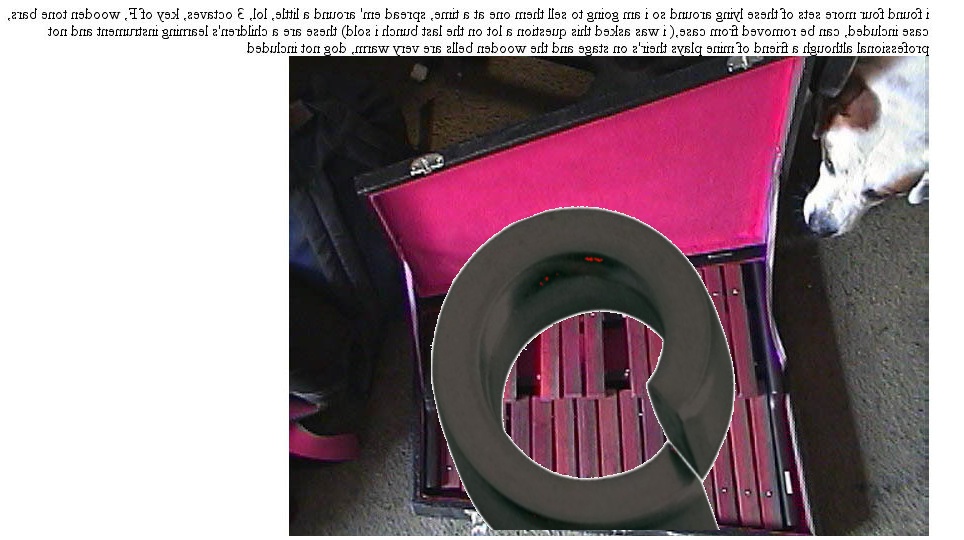 i found four more sets of these lying around so i am going to sell them one at a time, spread em' around a little, lol, 3 octaves, key of F, wooden tone bars,
case included, can be removed from case,( i was asked this question a lot on the last bunch i sold) these are a children's learning instrument and not
professional although a friend of mine plays their's on stage and the wooden bells are very warm, dog not included